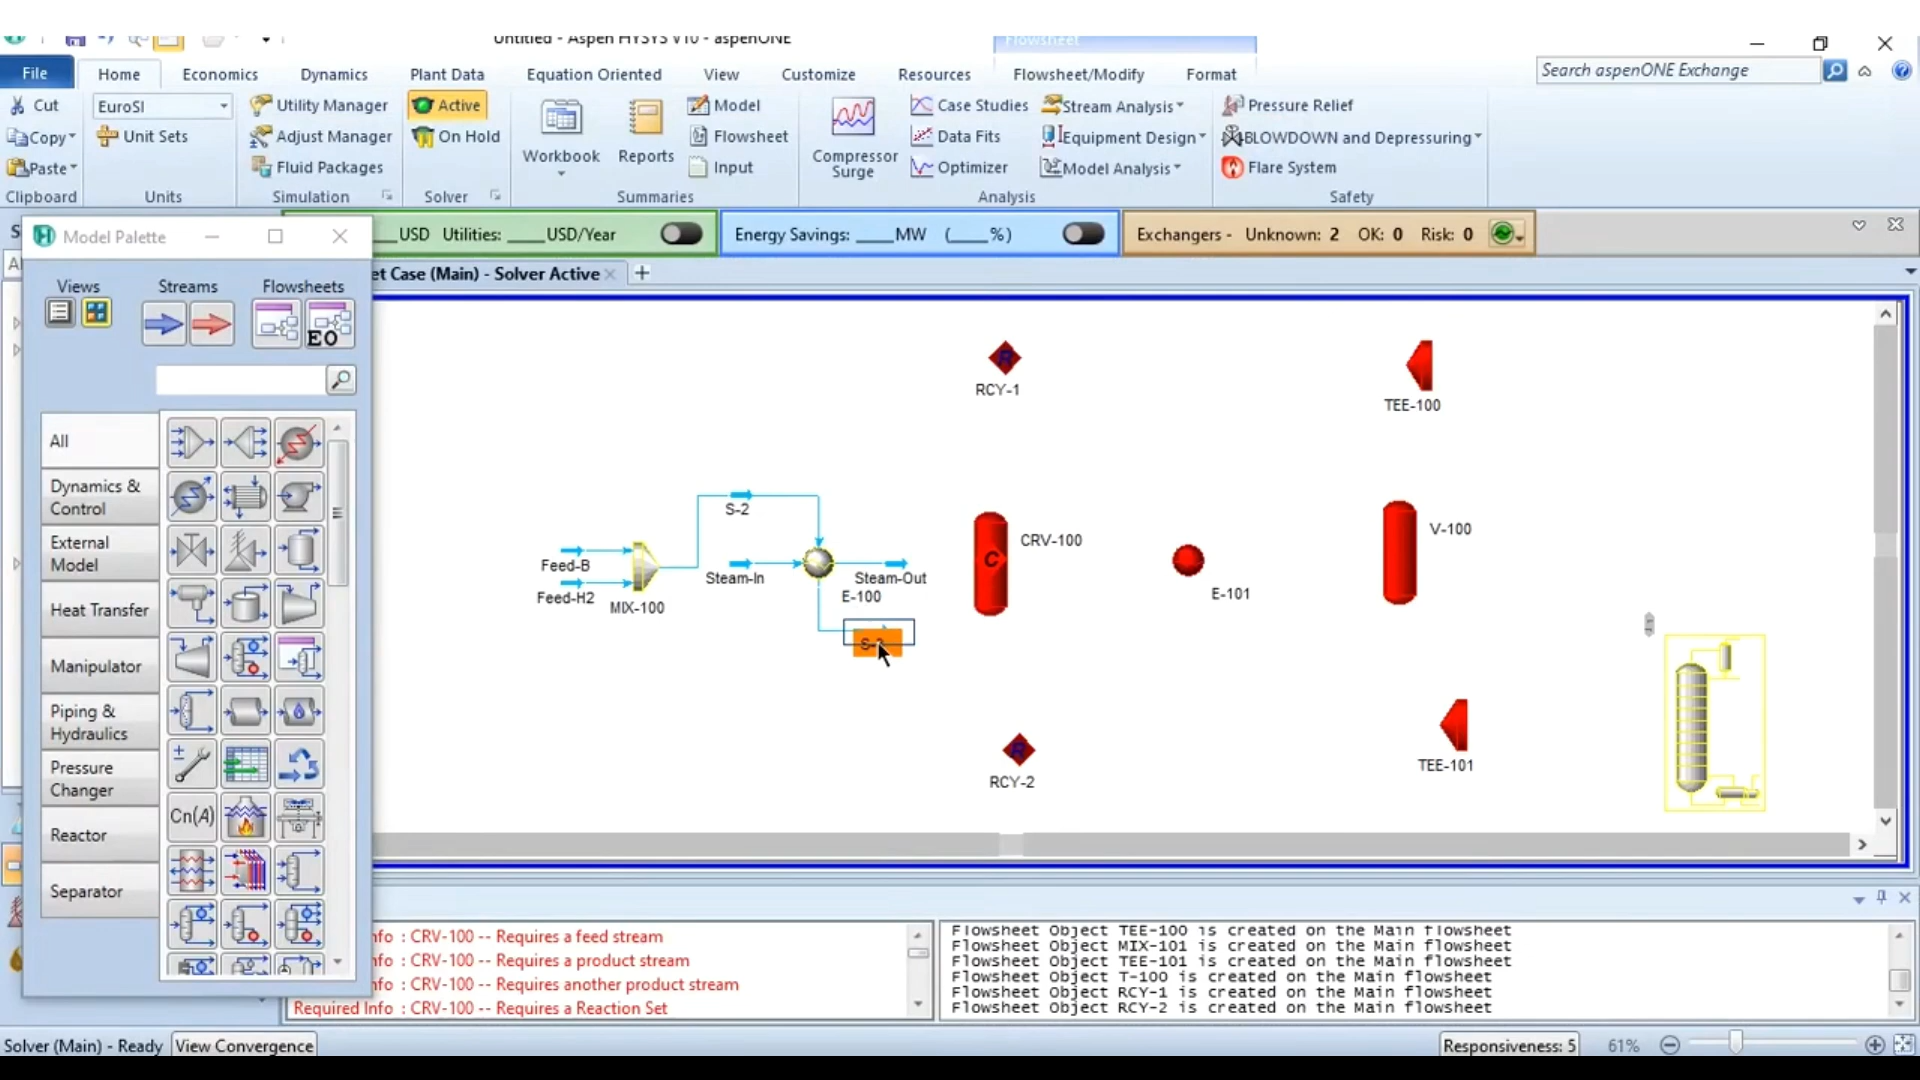 Untitled - Aspen HYSYS V10 - aspenONE
Flowsheet
File
Home
Economics
Dynamics
Plant Data
Equation Oriented
View
Customize
Resources
Flowsheet/Modify
Format
Search aspenONE Exchange
Cut
Copy
Paste
Clipboard
EuroSI
Unit Sets
Units
Utility Manager
Adjust Manager
Fluid Packages
Simulation
Active
On Hold
Solver
Workbook
Reports
Model
Flowsheet
Input
Summaries
Compressor
Surge
Case Studies
Data Fits
Optimizer
Stream Analysis
Equipment Design
Model Analysis
Analysis
Pressure Relief
BLOWDOWN and Depressuring
Flare System
Safety
____USD Utilities: ____USD/Year
Energy Savings: ____MW (____%)
Exchangers - Unknown: 2 OK: 0 Risk: 0
et Case (Main) - Solver Active
Model Palette
Views
Streams
Flowsheets
EO
All
Dynamics &
Control
External
Model
Heat Transfer
Manipulator
Piping &
Hydraulics
Pressure
Changer
Reactor
Separator
Cn(A)
R
RCY-1
TEE-100
S-2
Feed-B
Feed-H2
MIX-100
Steam-In
Steam-Out
E-100
C
CRV-100
E-101
V-100
R
RCY-2
TEE-101
nfo : CRV-100 -- Requires a feed stream
nfo : CRV-100 -- Requires a product stream
nfo : CRV-100 -- Requires another product stream
Required Info : CRV-100 -- Requires a Reaction Set
Flowsheet Object TEE-100 is created on the Main flowsheet
Flowsheet Object MIX-101 is created on the Main flowsheet
Flowsheet Object TEE-101 is created on the Main flowsheet
Flowsheet Object T-100 is created on the Main flowsheet
Flowsheet Object RCY-1 is created on the Main flowsheet
Flowsheet Object RCY-2 is created on the Main flowsheet
Solver (Main) - Ready
View Convergence
Responsiveness: 5
61%